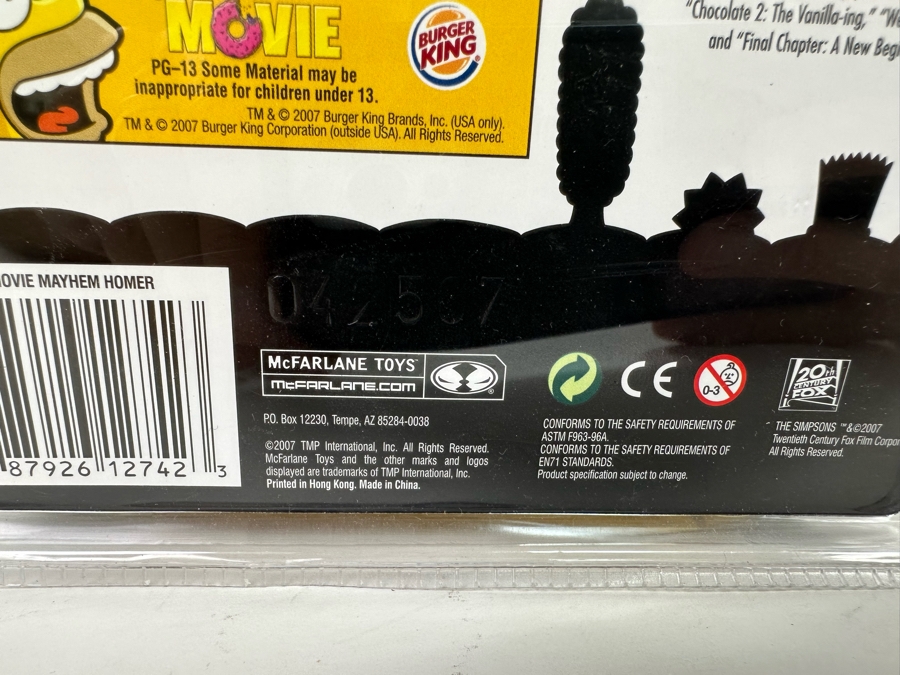 MOVIE
BURGER
KING
®
PG–13 Some Material may be
inappropriate for children under 13.
TM & © 2007 Burger King Brands, Inc. (USA only).
TM & © 2007 Burger King Corporation (outside USA). All Rights Reserved.
"Chocolate 2: The Vanilla-ing,"
and "Final Chapter: A New
MAYHEM HOMER
87926 12742 3
McFARLANE TOYS™
McFARLANE.COM
®
P.O. Box 12230, Tempe, AZ 85284-0038
©2007 TMP International, Inc. All Rights Reserved.
McFarlane Toys and the other marks and logos
displayed are trademarks of TMP International, Inc.
Printed in Hong Kong. Made in China.
CE
0-3
CONFORMS TO THE SAFETY REQUIREMENTS OF
ASTM F963-96A.
CONFORMS TO THE SAFETY REQUIREMENTS OF
EN71 STANDARDS.
Product specification subject to change.
20th
CENTURY
FOX
THE SIMPSONS ™&©2007
Twentieth Century Fox Film
All Rights Reserved.